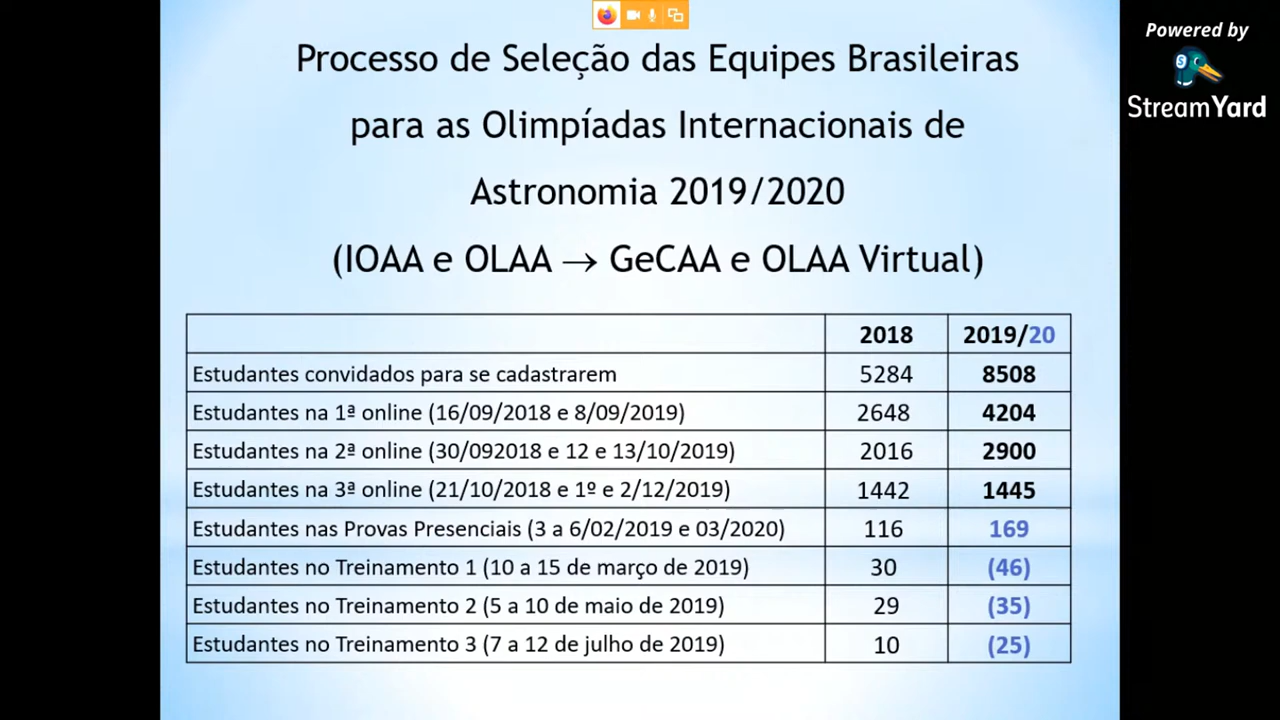 Processo de Seleção das Equipes Brasileiras
para as Olimpíadas Internacionais de
Astronomia 2019/2020
(IOAA e OLAA → GeCAA e OLAA Virtual)
Powered by
StreamYard
2018 2019/20
Estudantes convidados para se cadastrarem 5284 8508
Estudantes na 1ª online (16/09/2018 e 8/09/2019) 2648 4204
Estudantes na 2ª online (30/092018 e 12 e 13/10/2019) 2016 2900
Estudantes na 3ª online (21/10/2018 e 1º e 2/12/2019) 1442 1445
Estudantes nas Provas Presenciais (3 a 6/02/2019 e 03/2020) 116 169
Estudantes no Treinamento 1 (10 a 15 de março de 2019) 30 (46)
Estudantes no Treinamento 2 (5 a 10 de maio de 2019) 29 (35)
Estudantes no Treinamento 3 (7 a 12 de julho de 2019) 10 (25)